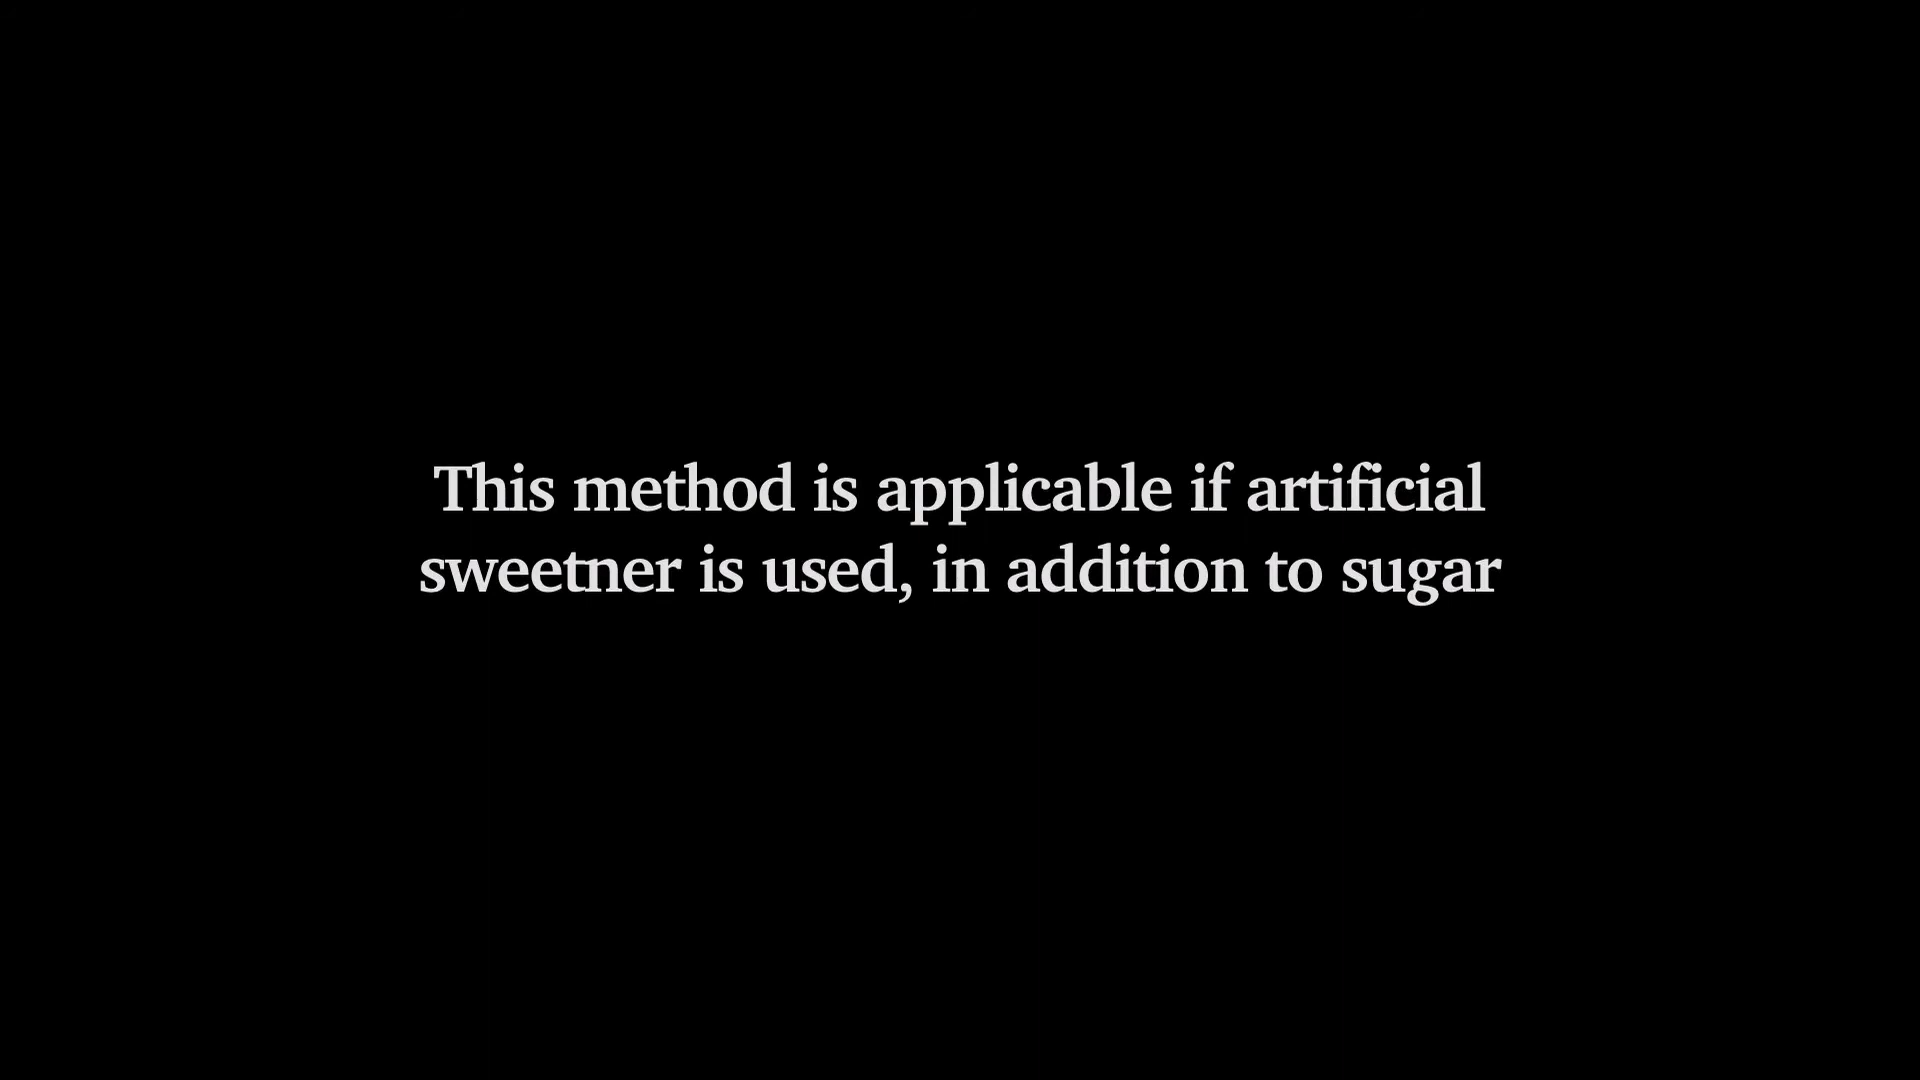 This method is applicable if artificial
sweetner is used, in addition to sugar